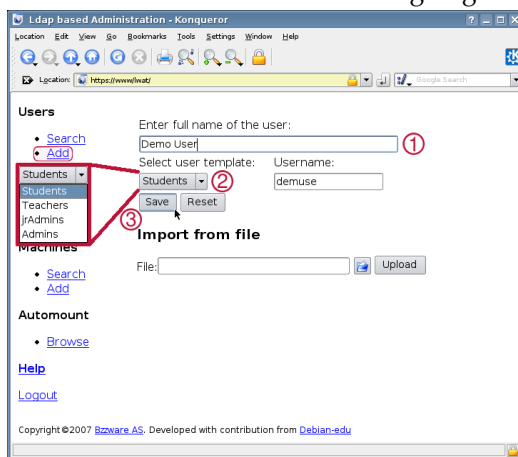 Ldap based Administration - Konqueror
Location Edit View Go Bookmarks Tools Settings Window Help
Location: https://www/lwat/ Google Search
Users
Search
Add
Enter full name of the user:
Demo User
1
Select user template: Username:
Students 2 demuse
Save Reset
3
Students
Students
Teachers
jrAdmins
Admins
Import from file
File: Upload
Machines
Search
Add
Automount
Browse
Help
Logout
Copyright ©2007 Bzzware AS. Developed with contribution from Debian-edu